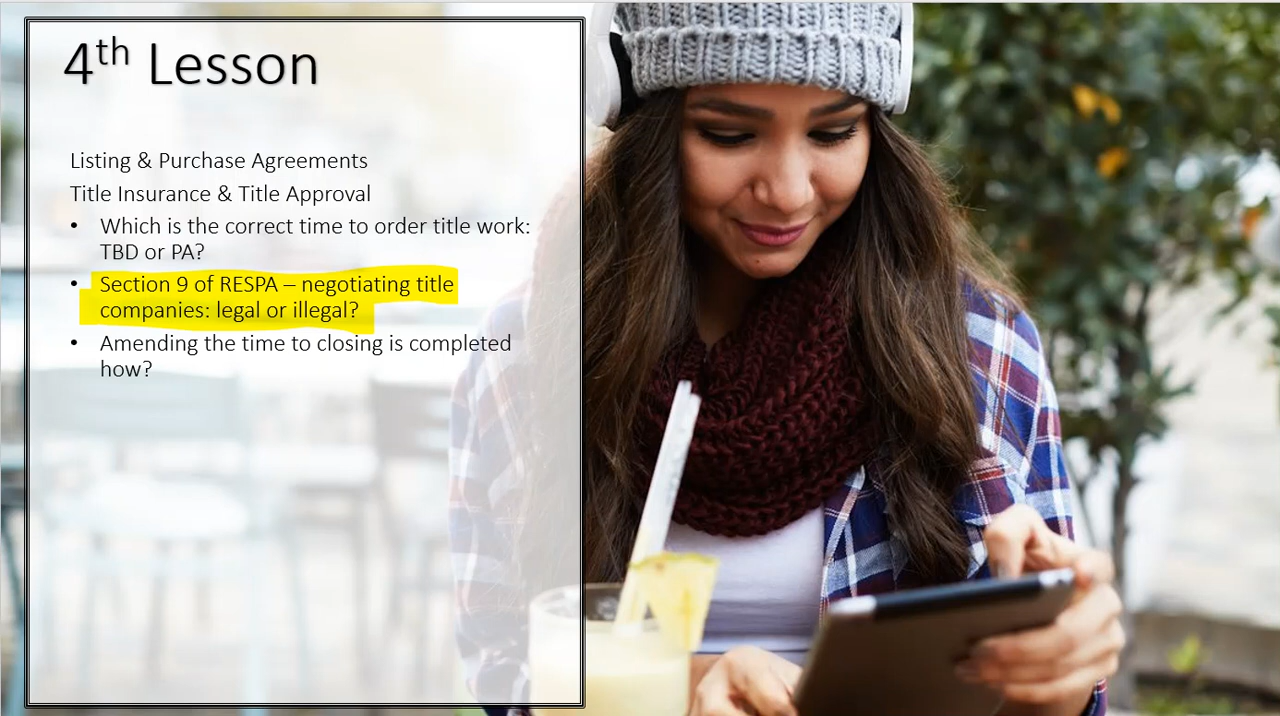 4th Lesson
Listing & Purchase Agreements
Title Insurance & Title Approval
• Which is the correct time to order title work:
TBD or PA?
• Section 9 of RESPA – negotiating title
companies: legal or illegal?
• Amending the time to closing is completed
how?